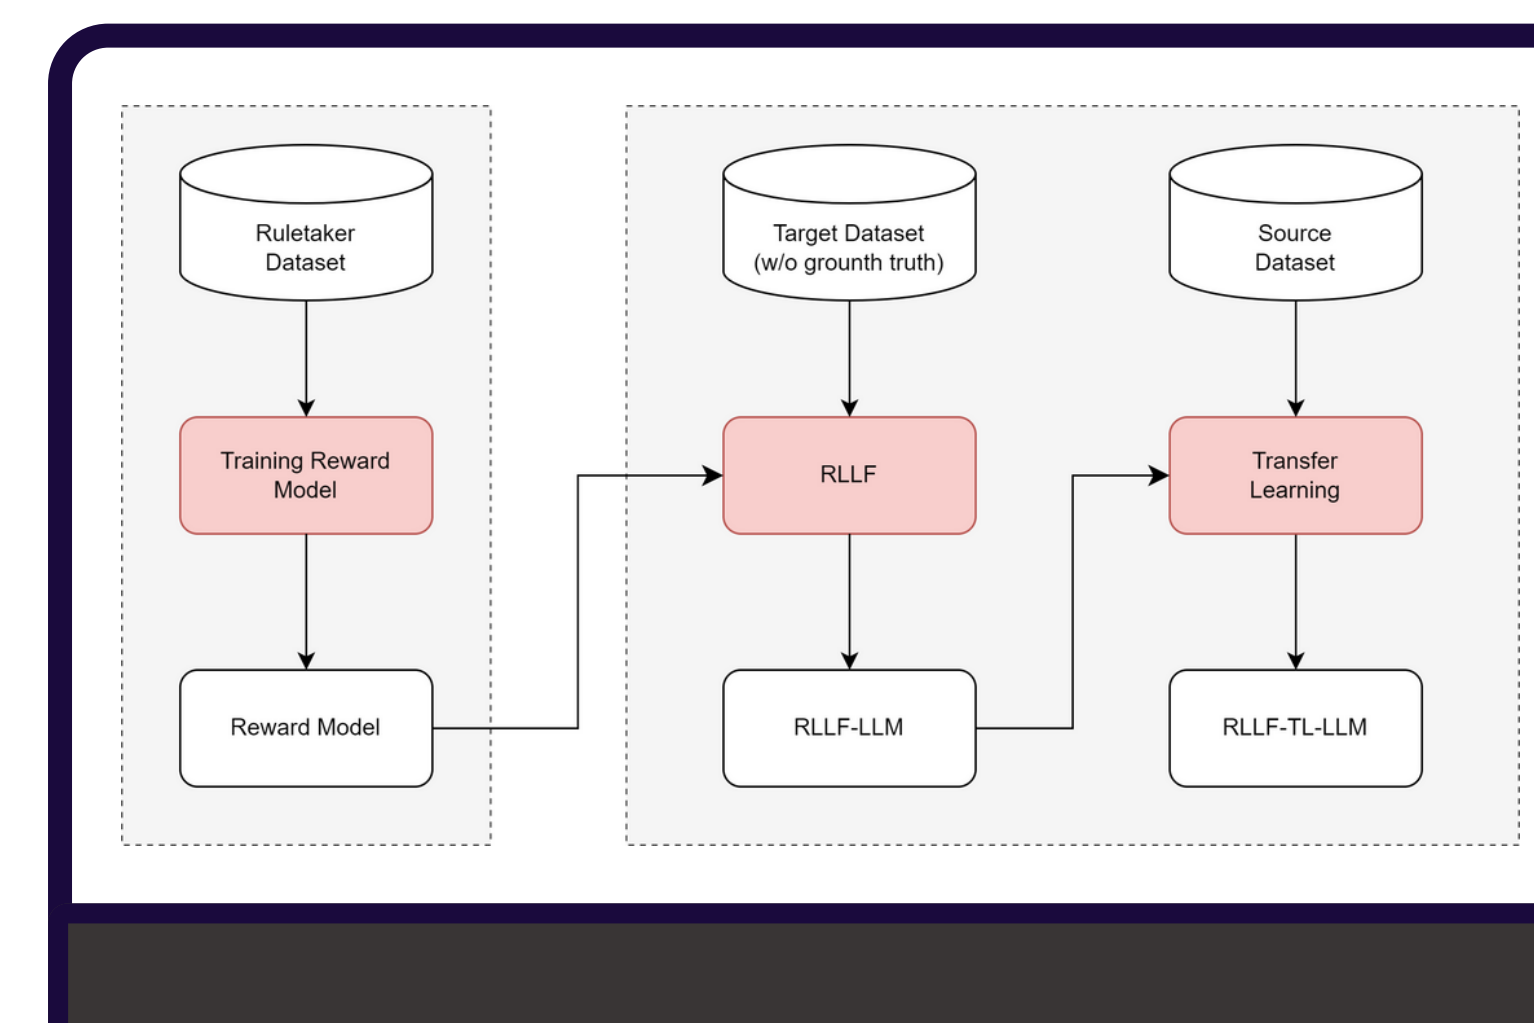 Ruletaker
Dataset
Target Dataset
(w/o grounth truth)
Source
Dataset
Training Reward
Model
RLLF
Transfer
Learning
Reward Model
RLLF-LLM
RLLF-TL-LLM